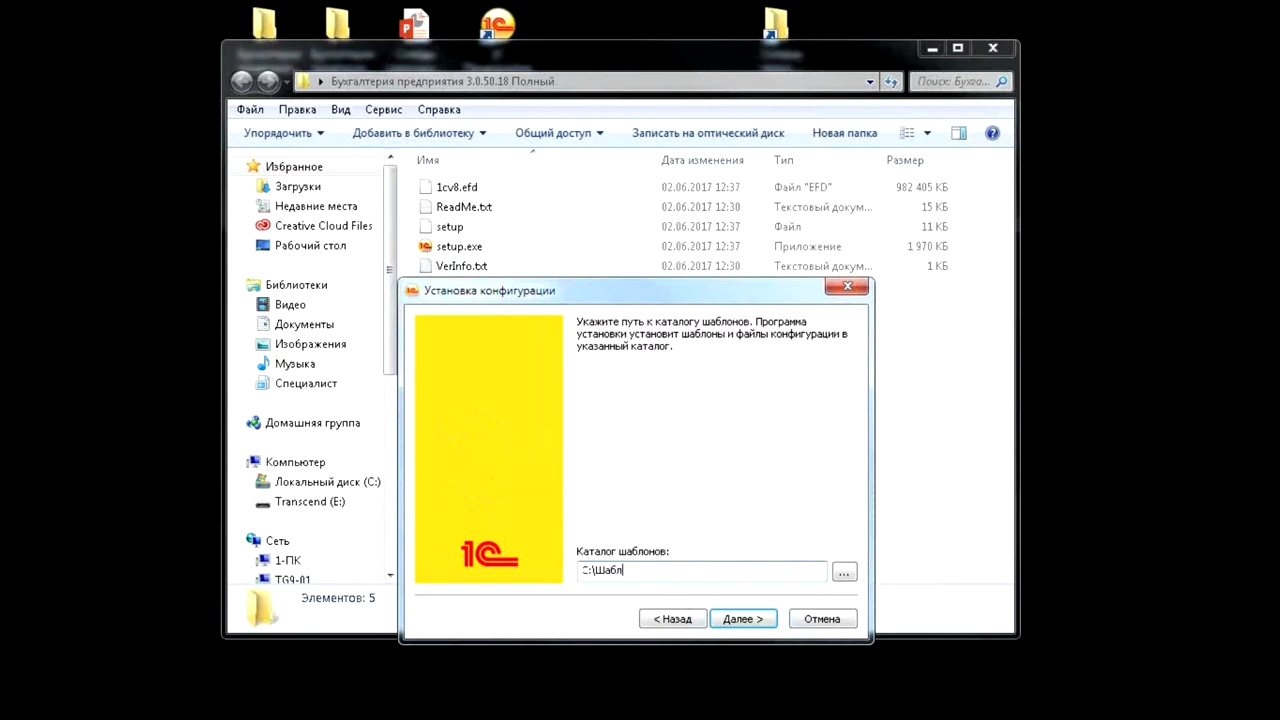 Бухгалтерия предприятия 3.0.50.18 Полный
Поиск: Бухго...
Файл Правка Вид Сервис Справка
Упорядочить Добавить в библиотеку Общий доступ Записать на оптический диск Новая папка
Имя Дата изменения Тип Размер
1cv8.efd 02.06.2017 12:37 Файл "EFD" 982 405 КБ
ReadMe.txt 02.06.2017 12:30 Текстовый докум... 15 КБ
setup 02.06.2017 12:37 Файл 11 КБ
setup.exe 02.06.2017 12:37 Приложение 1 970 КБ
VerInfo.txt 02.06.2017 12:30 Текстовый докум... 1 КБ
Избранное
Загрузки
Недавние места
Creative Cloud Files
Рабочий стол
Библиотеки
Видео
Документы
Изображения
Музыка
Специалист
Домашняя группа
Компьютер
Локальный диск (C:)
Transcend (E:)
Сеть
1-ПК
TG9-01
Элементов: 5
Установка конфигурации
Укажите путь к каталогу шаблонов. Программа
установки установит шаблоны и файлы конфигурации в
указанный каталог.
1С
Каталог шаблонов:
C:\Шабл
...
< Назад Далее > Отмена